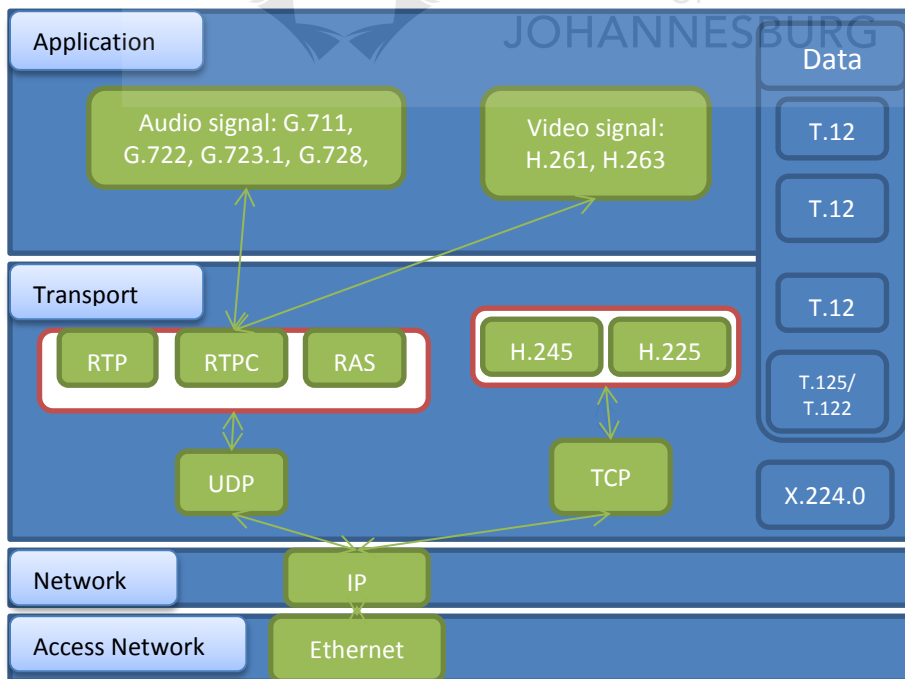 JOHANNESBURG
Application
Data
Audio signal: G.711,
G.722, G.723.1, G.728,
Video signal:
H.261, H.263
T.12
T.12
Transport
T.12
RTP
RTPC
RAS
H.245
H.225
T.125/
T.122
UDP
TCP
X.224.0
Network
IP
Access Network
Ethernet